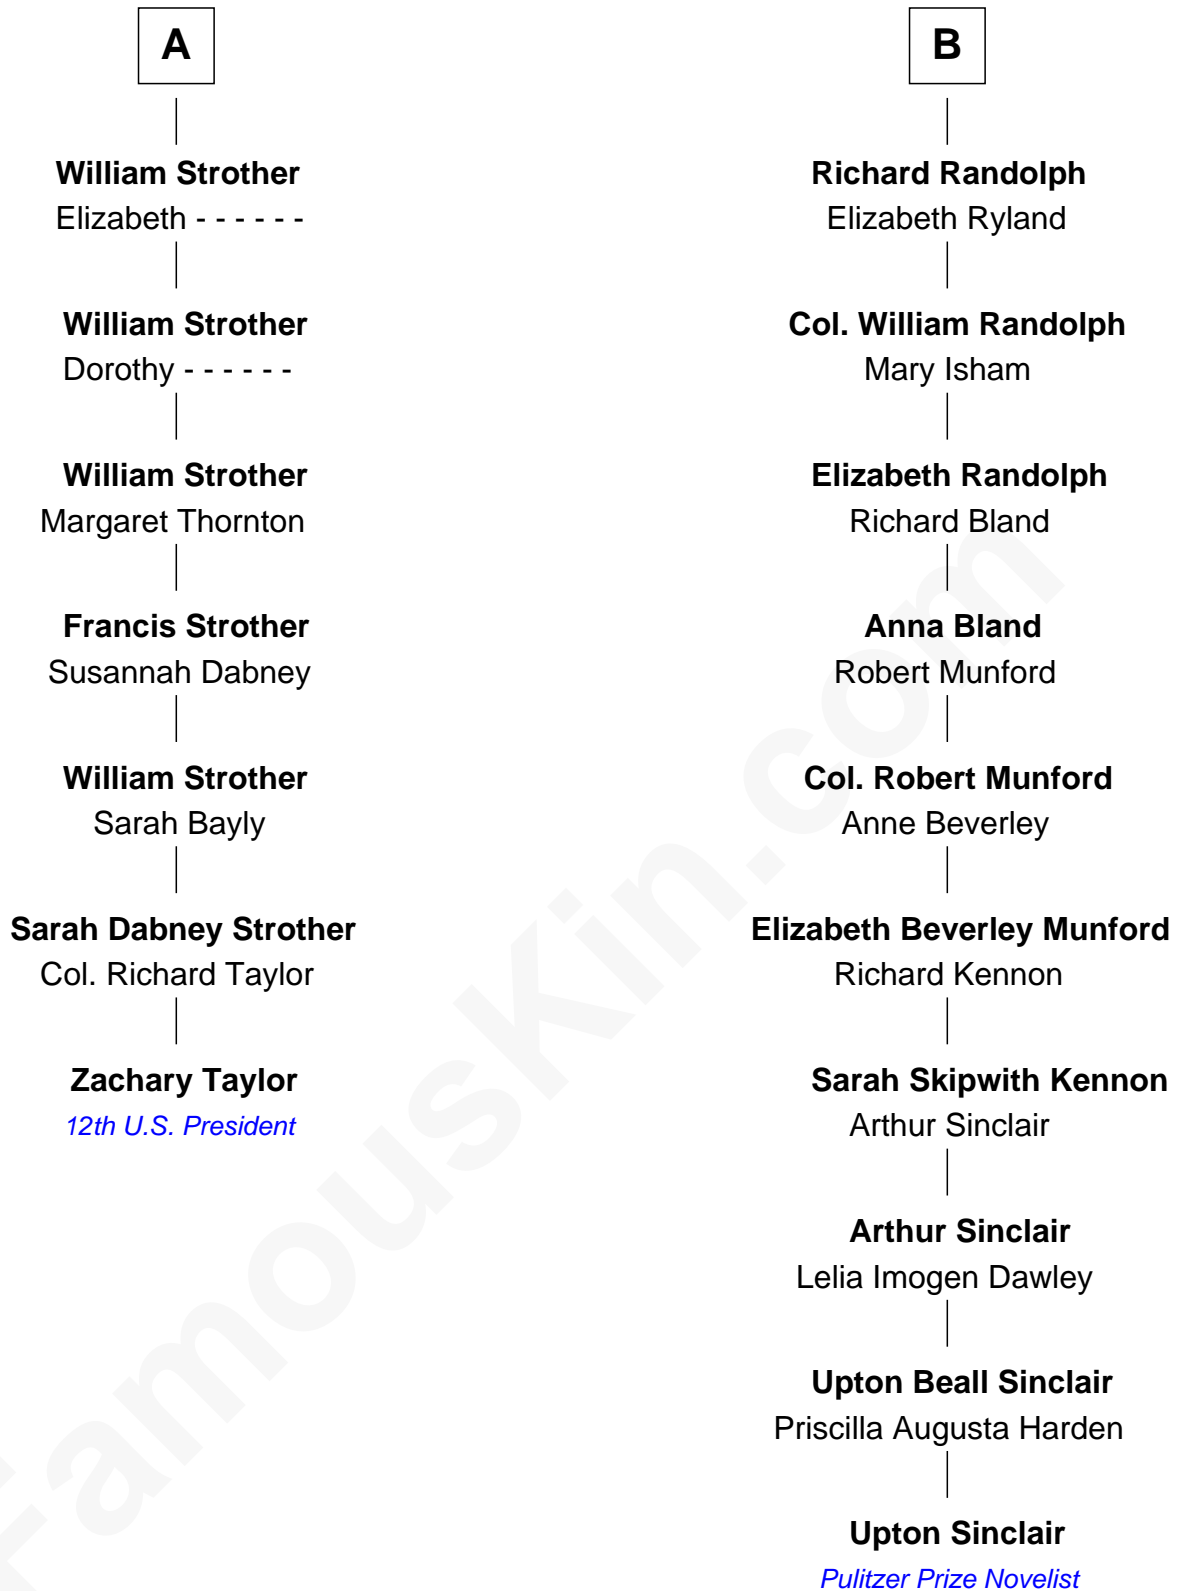 A
William Strother
Elizabeth - - - - - -
William Strother
Dorothy - - - - - -
William Strother
Margaret Thornton
Francis Strother
Susannah Dabney
William Strother
Sarah Bayly
Sarah Dabney Strother
Col. Richard Taylor
Zachary Taylor
12th U.S. President
B
Richard Randolph
Elizabeth Ryland
Col. William Randolph
Mary Isham
Elizabeth Randolph
Richard Bland
Anna Bland
Robert Munford
Col. Robert Munford
Anne Beverley
Elizabeth Beverley Munford
Richard Kennon
Sarah Skipwith Kennon
Arthur Sinclair
Arthur Sinclair
Lelia Imogen Dawley
Upton Beall Sinclair
Priscilla Augusta Harden
Upton Sinclair
Pulitzer Prize Novelist
FamousKin.com